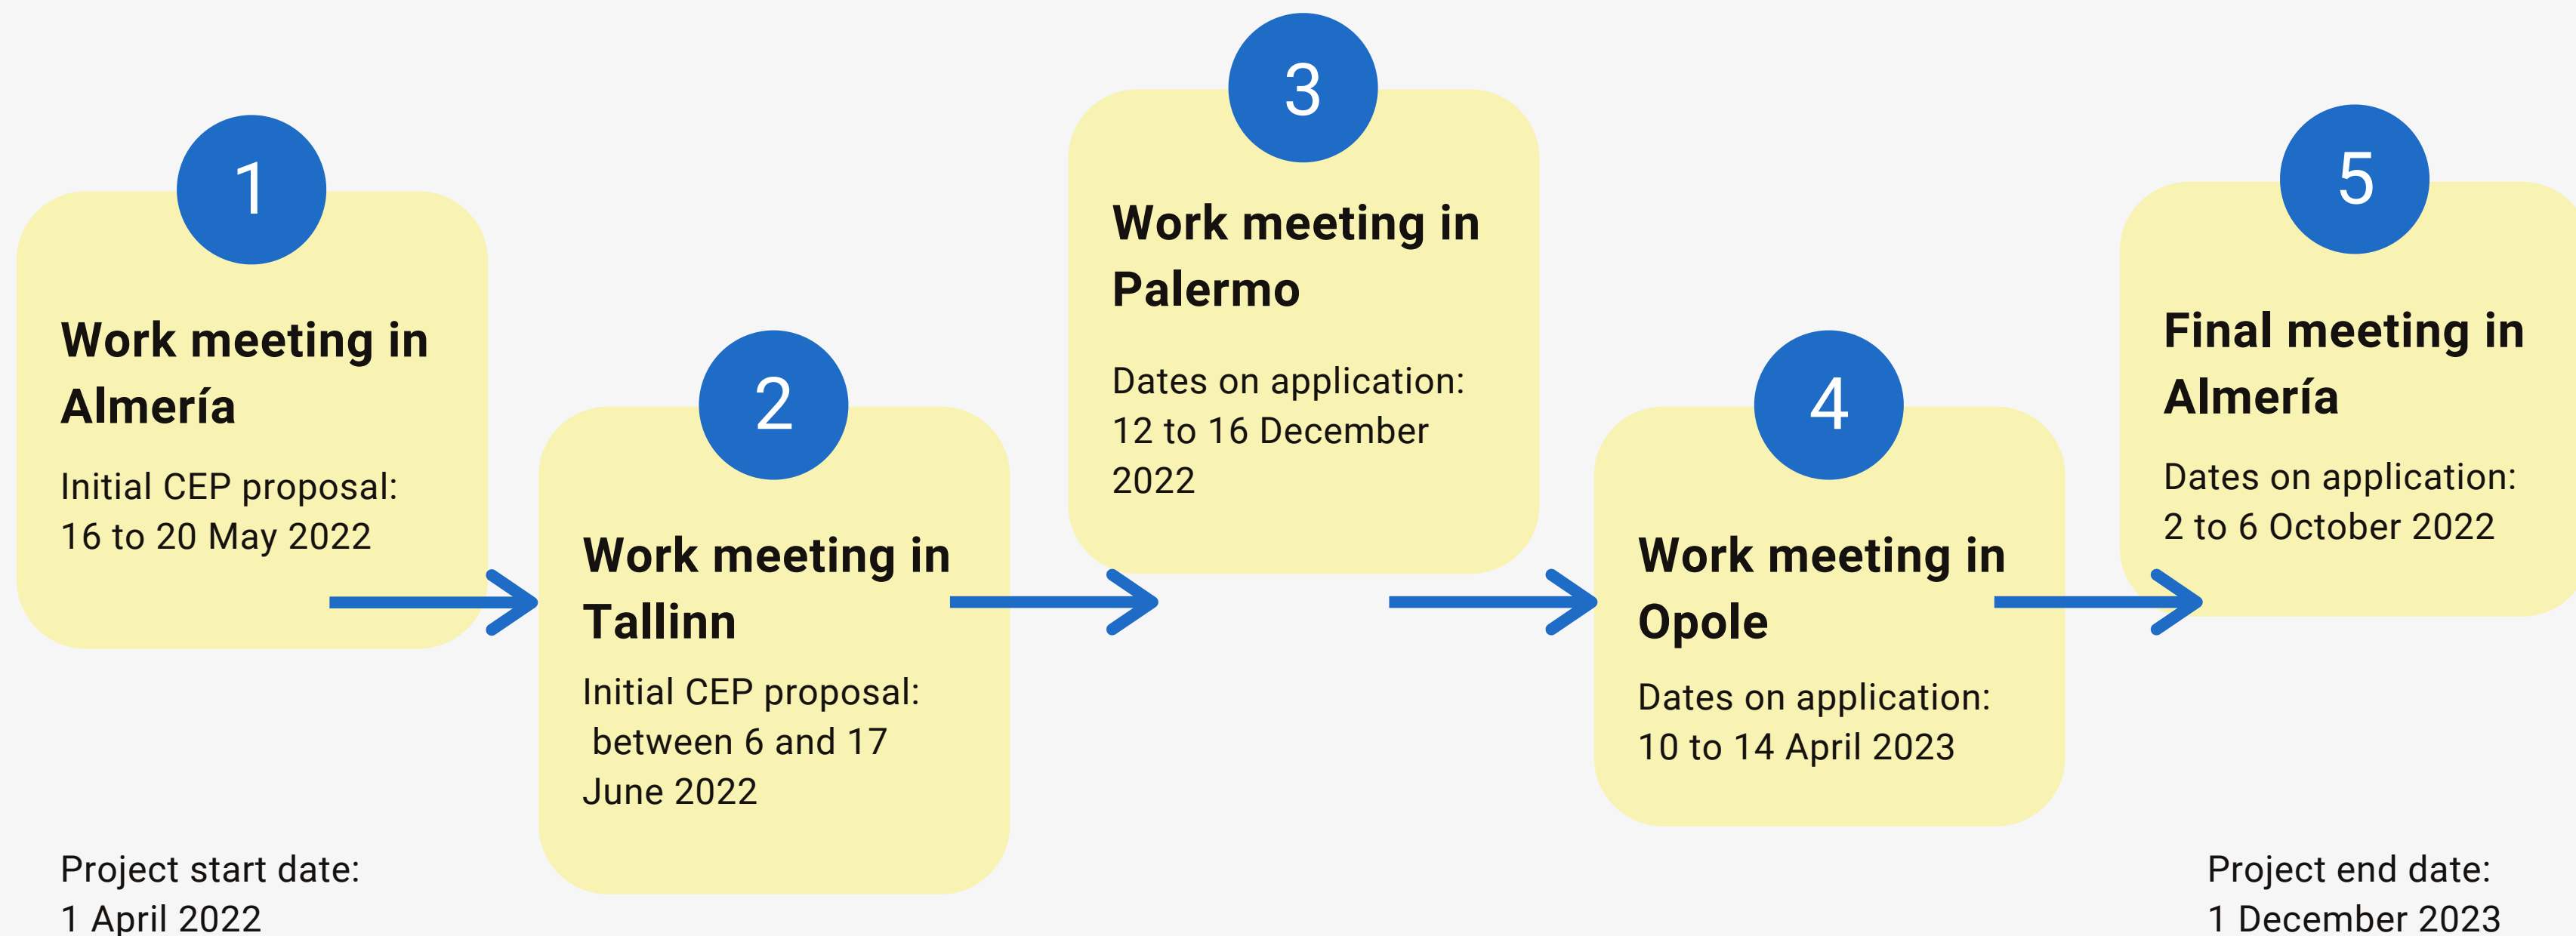 1
Work meeting in
Almería
Initial CEP proposal:
16 to 20 May 2022
2
Work meeting in
Tallinn
Initial CEP proposal:
between 6 and 17
June 2022
3
Work meeting in
Palermo
Dates on application:
12 to 16 December
2022
4
Work meeting in
Opole
Dates on application:
10 to 14 April 2023
5
Final meeting in
Almería
Dates on application:
2 to 6 October 2022
Project start date:
1 April 2022
Project end date:
1 December 2023